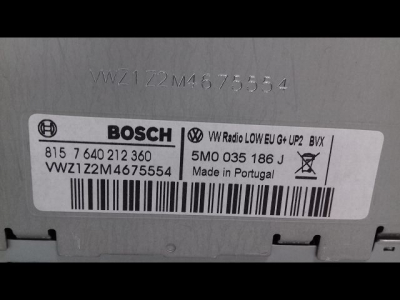 VWZ1Z2M4675554
BOSCH
VW Radio LOW EU G+ UP2 BVX
815 7 640 212 360
5M0 035 186 J
VWZ1Z2M4675554
Made in Portugal